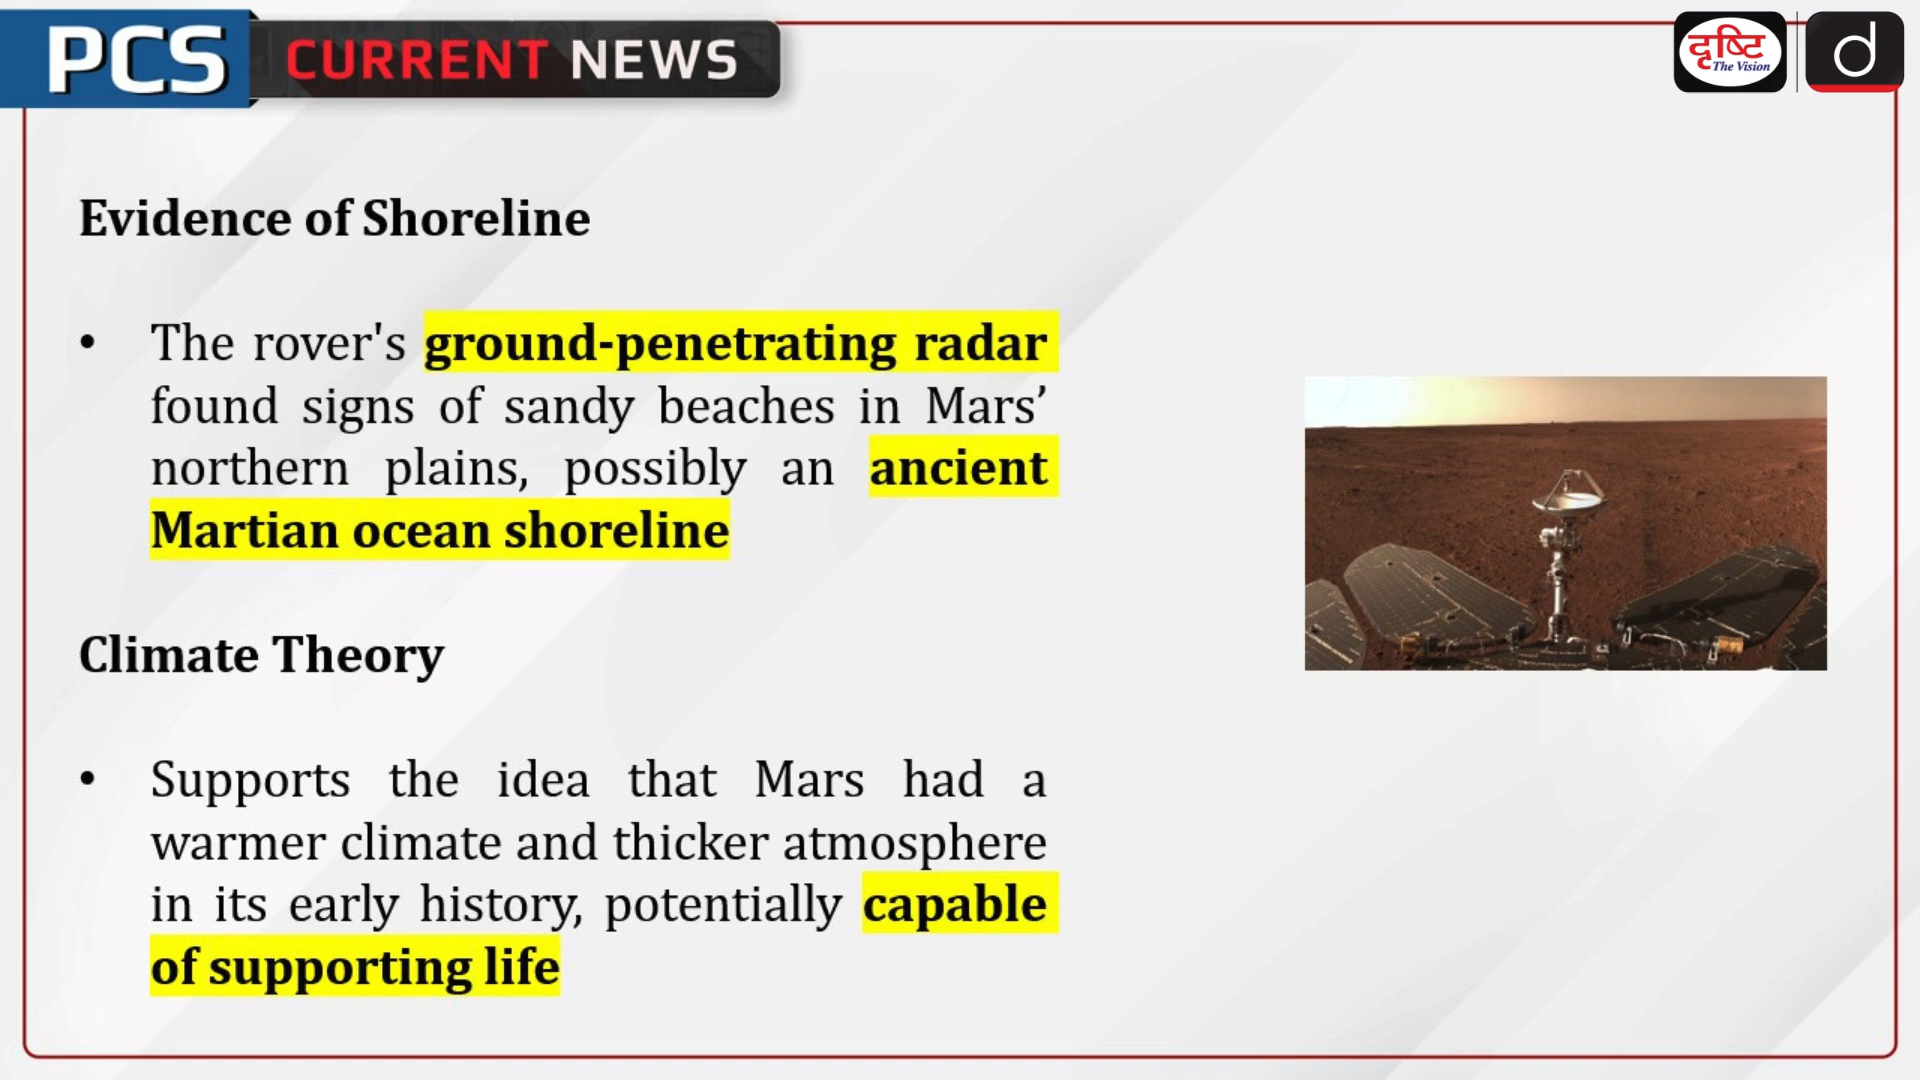 PCS CURRENT NEWS
दृष्टि
The Vision
d
Evidence of Shoreline
• The rover's ground-penetrating radar
found signs of sandy beaches in Mars’
northern plains, possibly an ancient
Martian ocean shoreline
Climate Theory
• Supports the idea that Mars had a
warmer climate and thicker atmosphere
in its early history, potentially capable
of supporting life